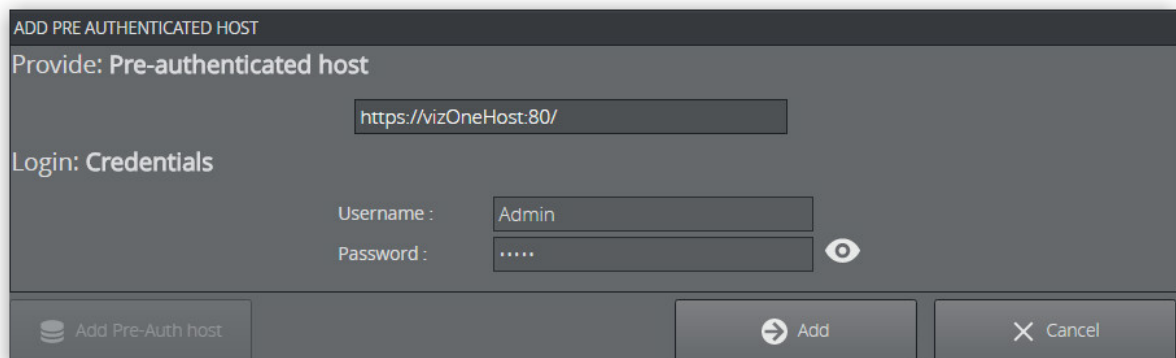 ADD PRE AUTHENTICATED HOST
Provide: Pre-authenticated host
https://vizOneHost:80/
Login: Credentials
Username : Admin
Password : •••••
Add Pre-Auth host Add Cancel